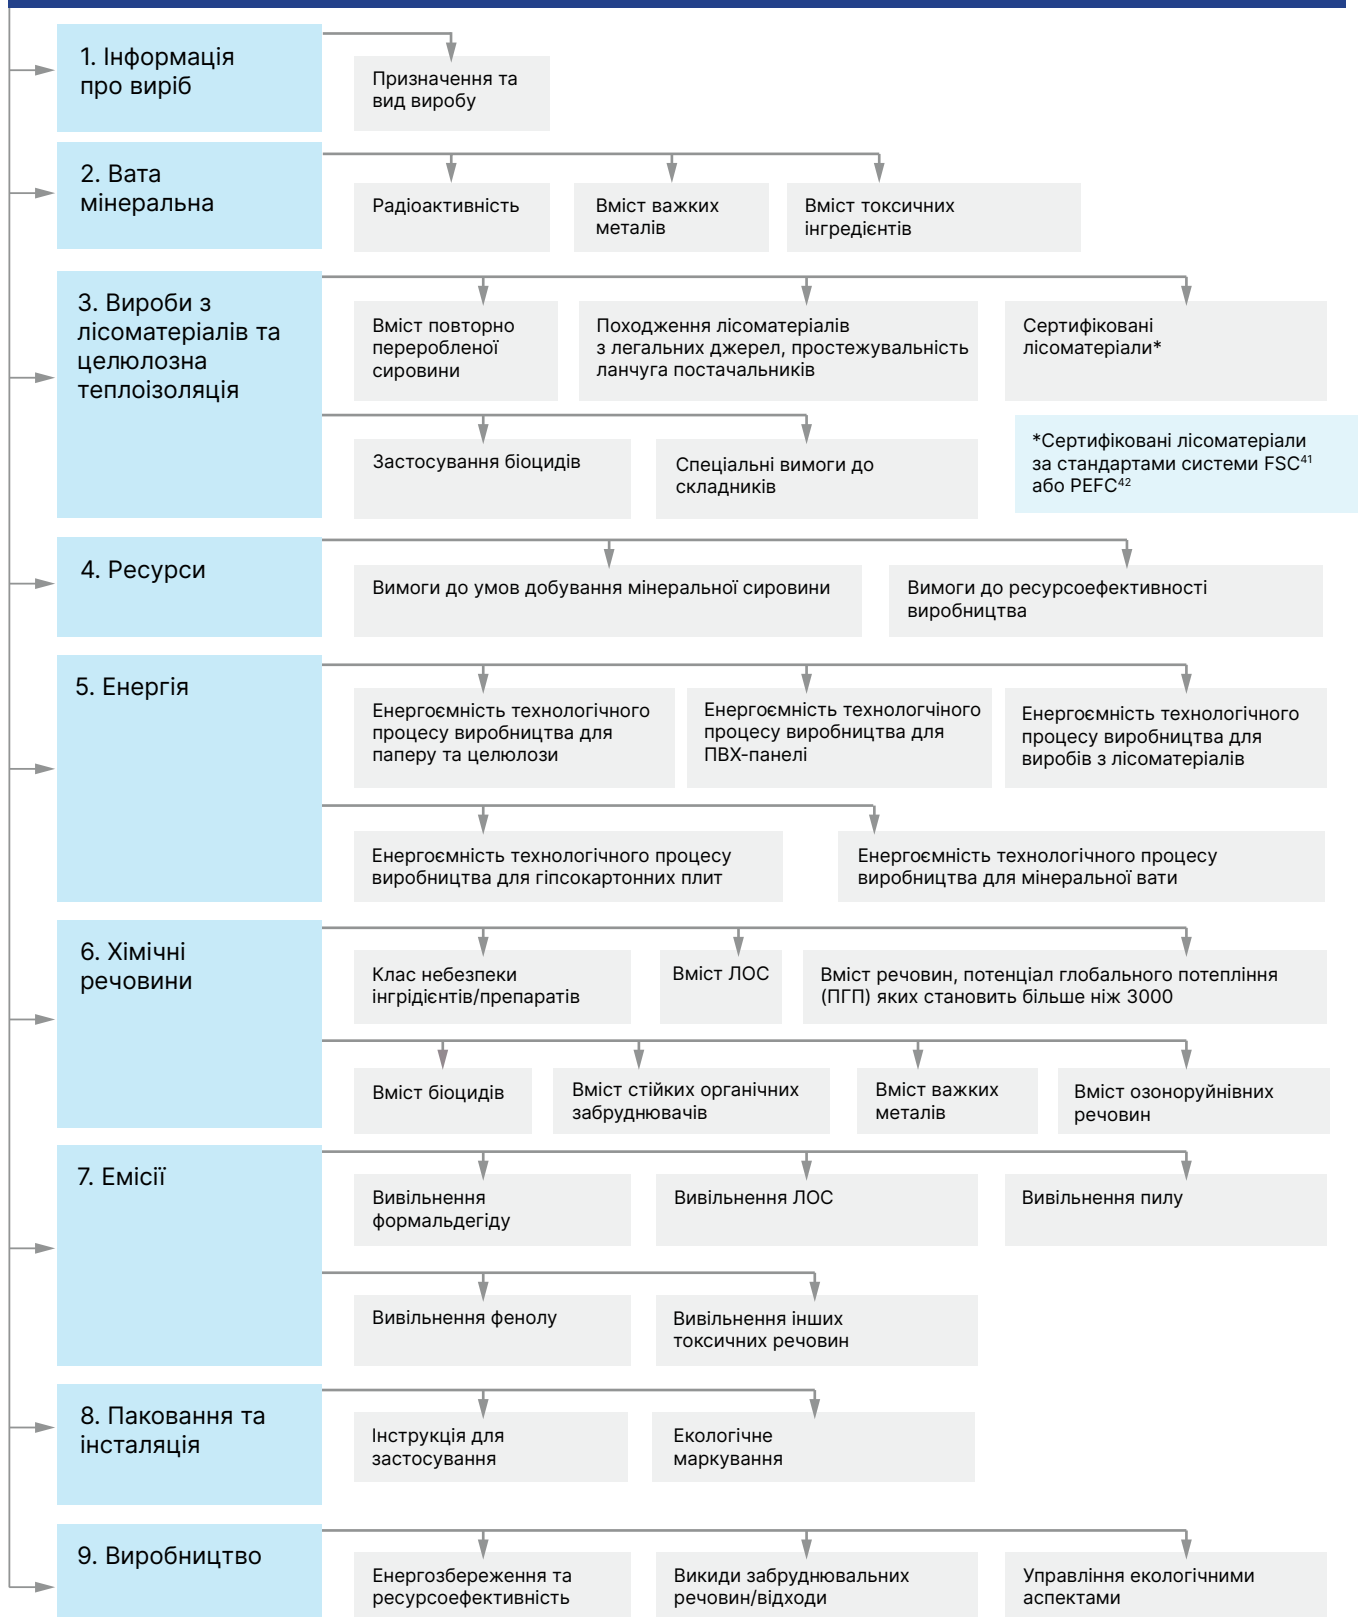 1. Інформація
про виріб
Призначення та
вид виробу
2. Вата
мінеральна
Радіоактивність
Вміст важких
металів
Вміст токсичних
інгредієнтів
3. Вироби з
лісоматеріалів та
целюлозна
теплоізоляція
Вміст повторно
переробленої
сировини
Походження лісоматеріалів
з легальних джерел, простежувальність
ланчуга постачальників
Сертифіковані
лісоматеріали*
Застосування біоцидів
Спеціальні вимоги до
складників
*Сертифіковані лісоматеріали
за стандартами системи FSC⁴¹
або PEFC⁴²
4. Ресурси
Вимоги до умов добування мінеральної сировини
Вимоги до ресурсоефективності
виробництва
5. Енергія
Енергоємність технологічного
процесу виробництва для
паперу та целюлози
Енергоємність технологчіного
процесу виробництва для
ПВХ-панелі
Енергоємність технологічного
процесу виробництва для
виробів з лісоматеріалів
Енергоємність технологічного процесу
виробництва для гіпсокартонних плит
Енергоємність технологічного процесу
виробництва для мінеральної вати
6. Хімічні
речовини
Клас небезпеки
інгрідієнтів/препаратів
Вміст ЛОС
Вміст речовин, потенціал глобального потепління
(ПГП) яких становить більше ніж 3000
Вміст біоцидів
Вміст стійких органічних
забруднювачів
Вміст важких
металів
Вміст озоноруйнівних
речовин
7. Емісії
Вивільнення
формальдегіду
Вивільнення ЛОС
Вивільнення пилу
Вивільнення фенолу
Вивільнення інших
токсичних речовин
8. Паковання та
інсталяція
Інструкція для
застосування
Екологічне
маркування
9. Виробництво
Енергозбереження та
ресурсоефективність
Викиди забруднювальних
речовин/відходи
Управління екологічними
аспектами